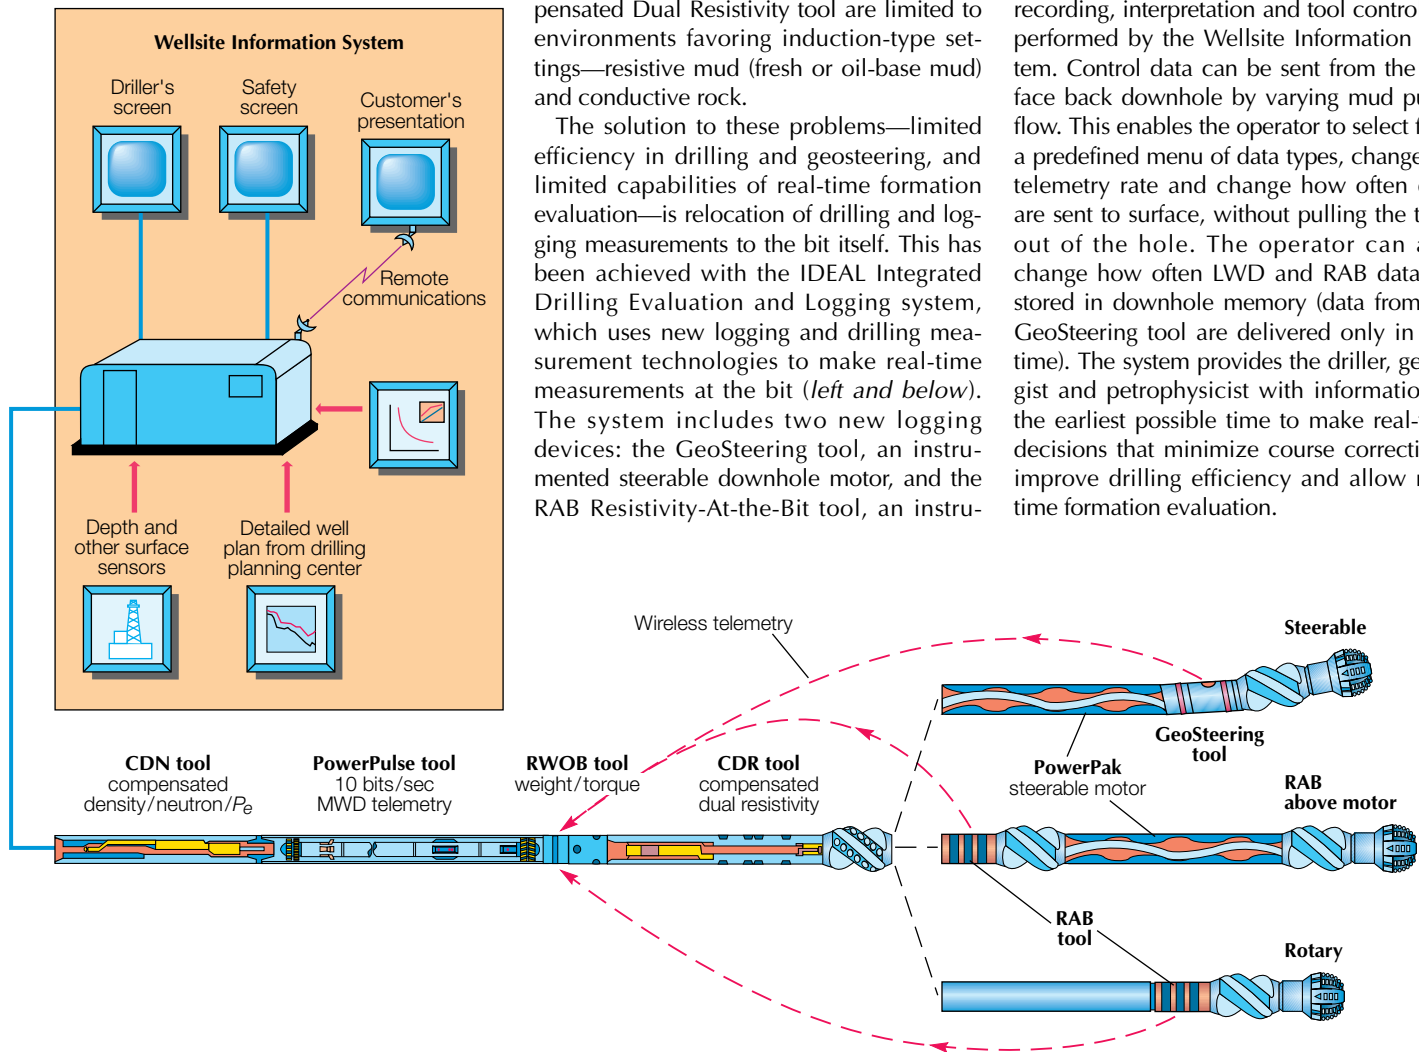 Wellsite Information System
Driller's
screen
Safety
screen
Customer's
presentation
Remote
communications
Depth and
other surface
sensors
Detailed well
plan from drilling
planning center
pensated Dual Resistivity tool are limited to
environments favoring induction-type set-
tings—resistive mud (fresh or oil-base mud)
and conductive rock.
The solution to these problems—limited
efficiency in drilling and geosteering, and
limited capabilities of real-time formation
evaluation—is relocation of drilling and log-
ging measurements to the bit itself. This has
been achieved with the IDEAL Integrated
Drilling Evaluation and Logging system,
which uses new logging and drilling mea-
surement technologies to make real-time
measurements at the bit (left and below).
The system includes two new logging
devices: the GeoSteering tool, an instru-
mented steerable downhole motor, and the
RAB Resistivity-At-the-Bit tool, an instru-
recording, interpretation and tool contro
performed by the Wellsite Information
tem. Control data can be sent from the
face back downhole by varying mud pu
flow. This enables the operator to select f
a predefined menu of data types, change
telemetry rate and change how often
are sent to surface, without pulling the t
out of the hole. The operator can a
change how often LWD and RAB data
stored in downhole memory (data from
GeoSteering tool are delivered only in
time). The system provides the driller, ge
gist and petrophysicist with informatio
the earliest possible time to make real-
decisions that minimize course correcti
improve drilling efficiency and allow r
time formation evaluation.
Wireless telemetry
Steerable
GeoSteering
tool
PowerPak
steerable motor
RAB
above motor
CDN tool
compensated
density/neutron/Pe
PowerPulse tool
10 bits/sec
MWD telemetry
RWOB tool
weight/torque
CDR tool
compensated
dual resistivity
RAB
tool
Rotary